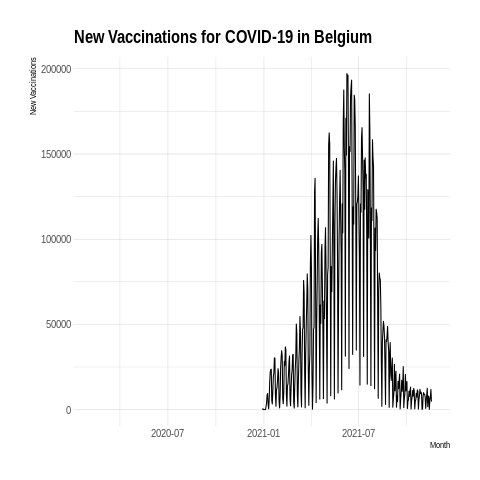 New Vaccinations for COVID-19 in Belgium
New Vaccinations
200000
150000
100000
50000
0
2020-07 2021-01 2021-07
Month